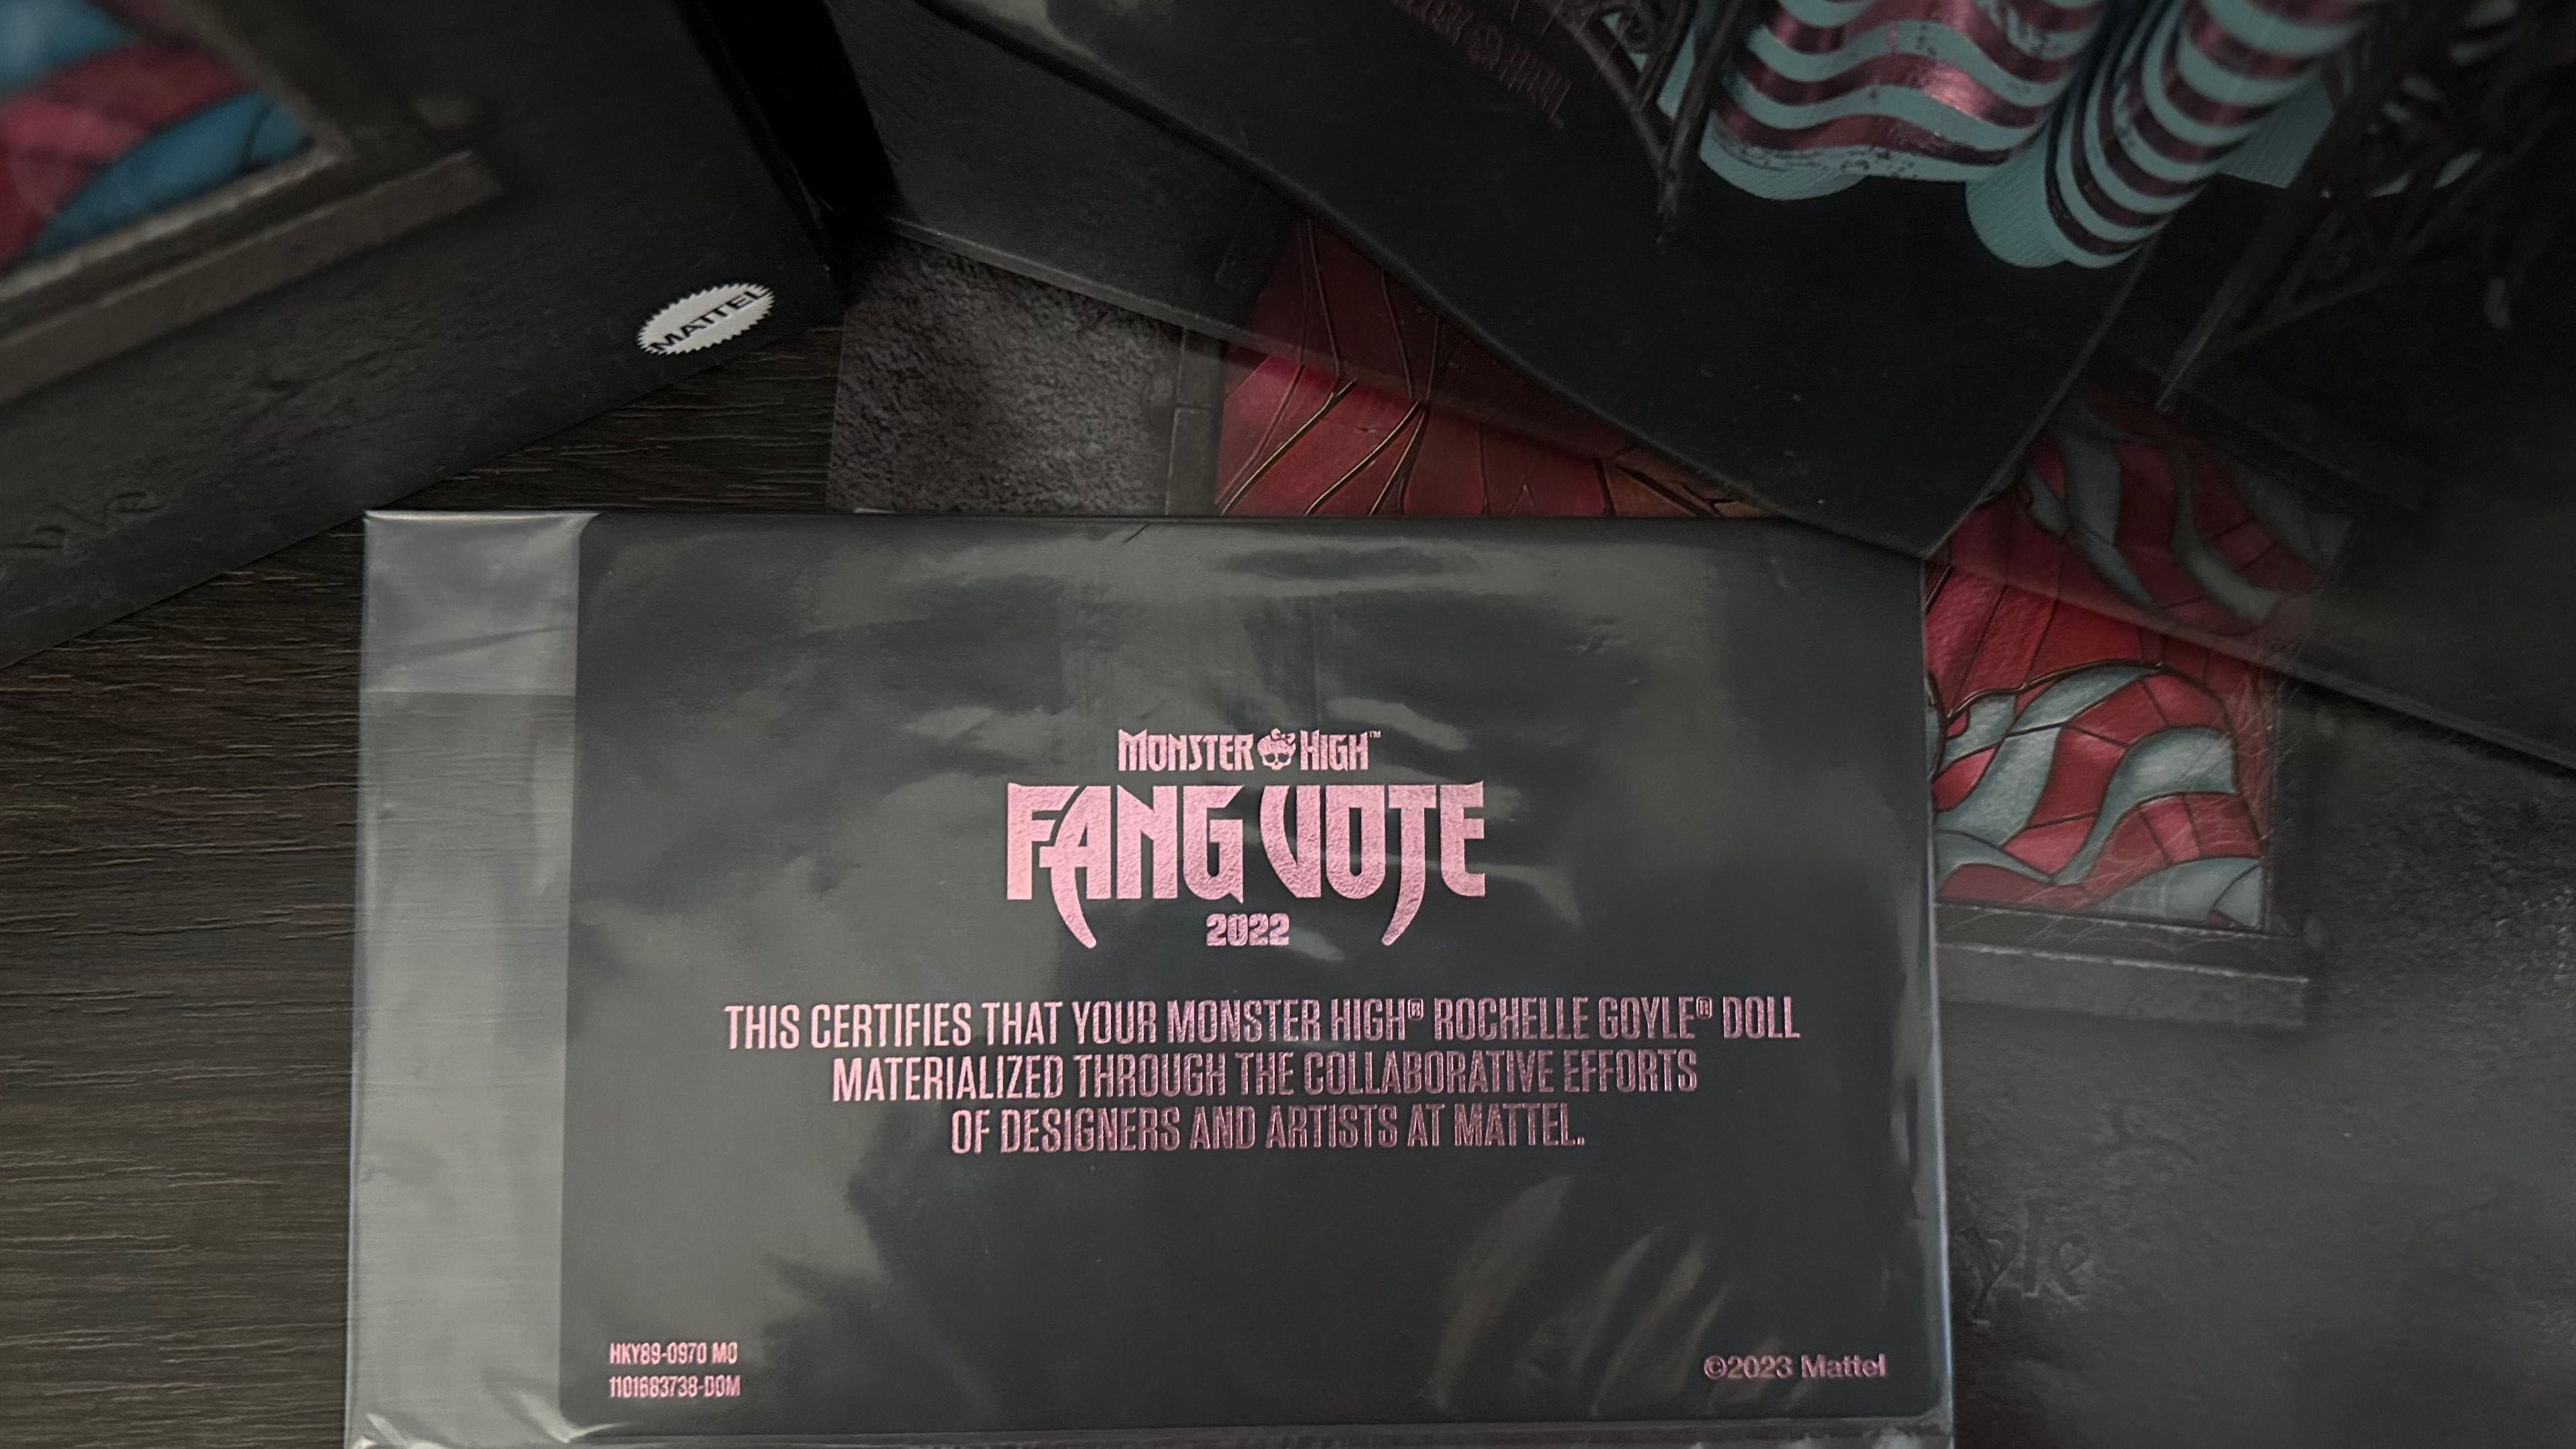 MATTEL
MONSTER HIGH™
FANG VOTE
2022
THIS CERTIFIES THAT YOUR MONSTER HIGH® ROCHELLE GOYLE® DOLL
MATERIALIZED THROUGH THE COLLABORATIVE EFFORTS
OF DESIGNERS AND ARTISTS AT MATTEL.
HKY89-0970 MO
1101683738-DOM
©2023 Mattel
yle